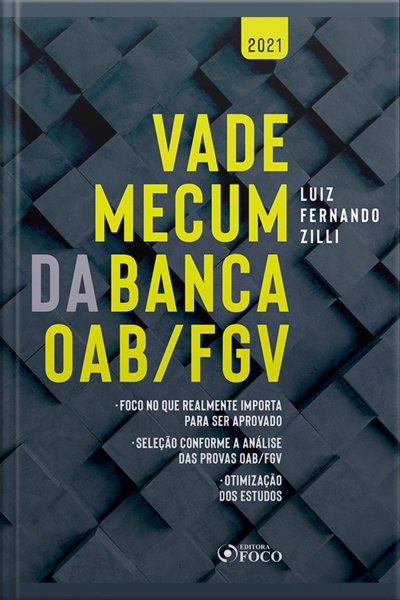 2021
VADE
MECUM
DA BANCA
OAB/FGV
LUIZ
FERNANDO
ZILLI
·FOCO NO QUE REALMENTE IMPORTA
PARA SER APROVADO
·SELEÇÃO CONFORME A ANÁLISE
DAS PROVAS OAB/FGV
·OTIMIZAÇÃO
DOS ESTUDOS
EDITORA
FOCO